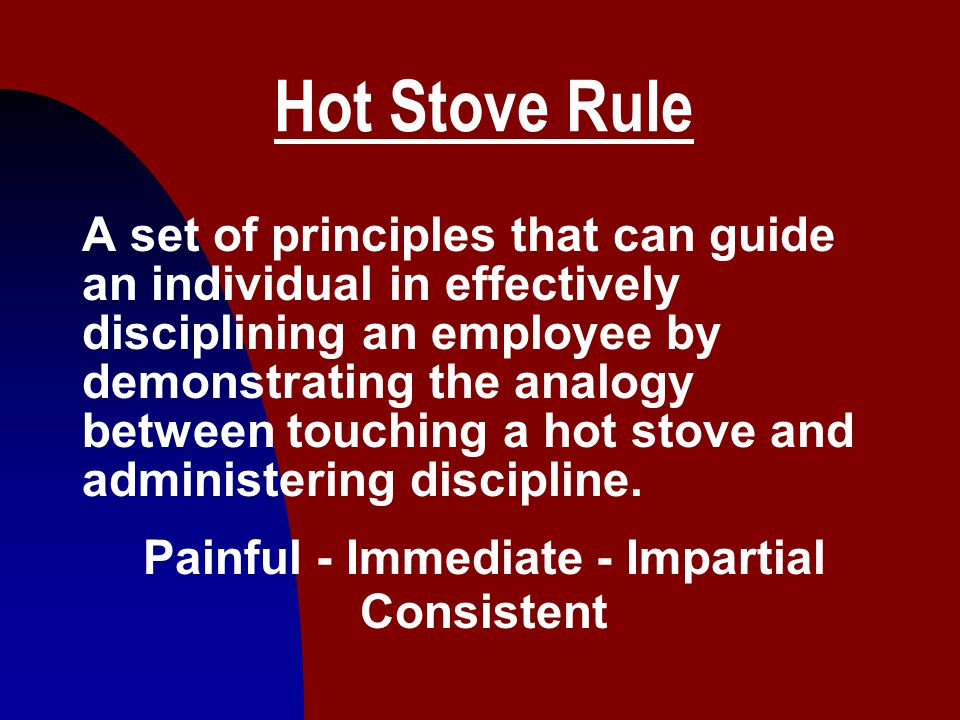 Hot Stove Rule
A set of principles that can guide
an individual in effectively
disciplining an employee by
demonstrating the analogy
between touching a hot stove and
administering discipline.
Painful - Immediate - Impartial
Consistent